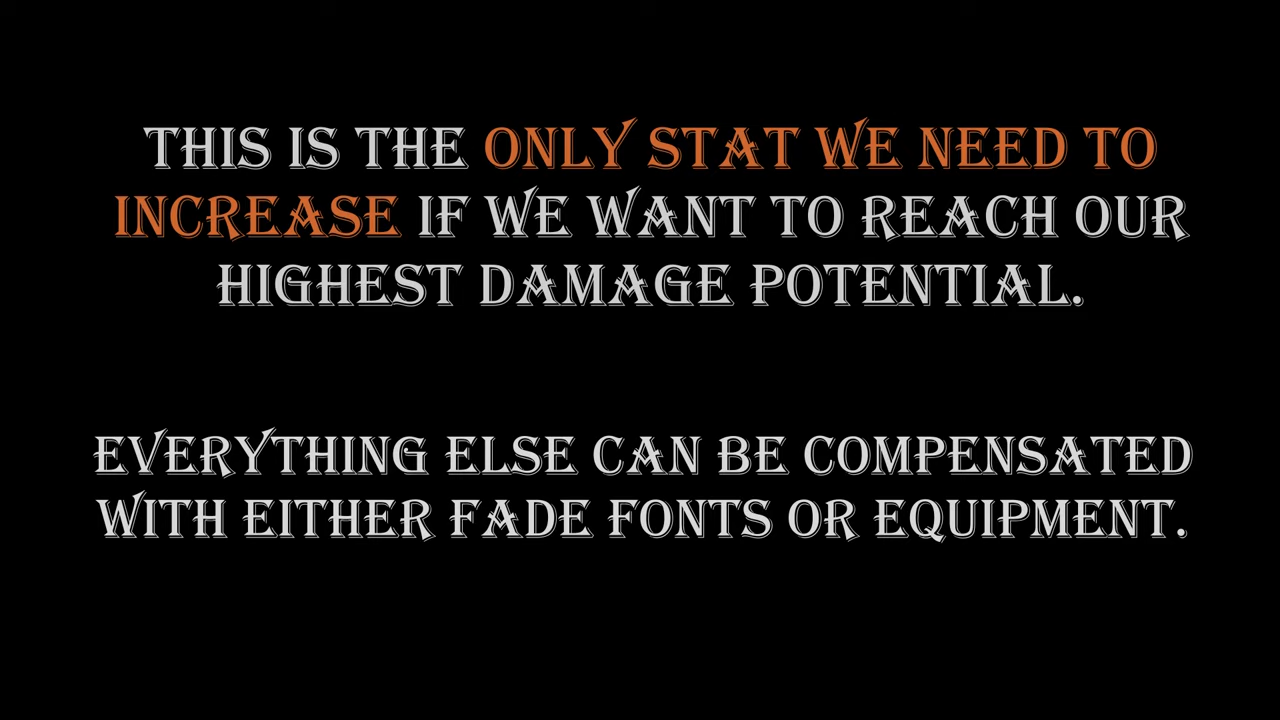 THIS IS THE ONLY STAT WE NEED TO
INCREASE IF WE WANT TO REACH OUR
HIGHEST DAMAGE POTENTIAL.
EVERYTHING ELSE CAN BE COMPENSATED
WITH EITHER FADE FONTS OR EQUIPMENT.